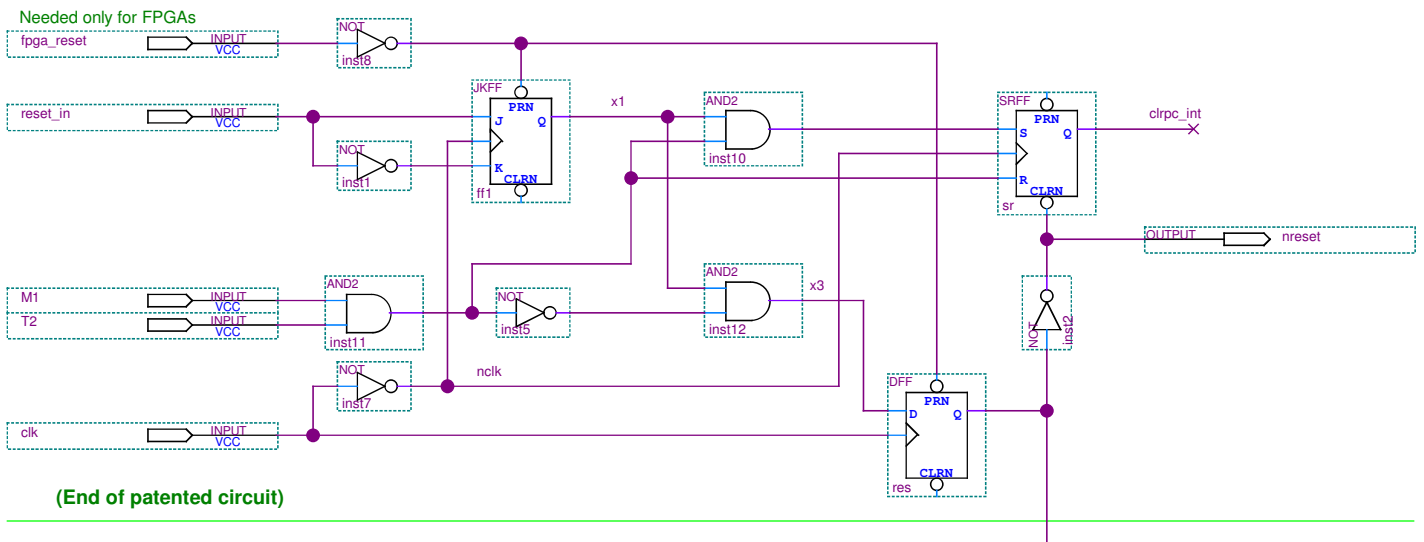 Needed only for FPGAs
fpga_reset
INPUT
VCC
NOT
inst8
reset_in
INPUT
VCC
NOT
inst1
JKFF
PRN
J
Q
K
CLRN
ff1
x1
AND2
inst10
SRFF
PRN
S
Q
R
CLRN
sr
clrpc_int
OUTPUT
nreset
M1
INPUT
VCC
T2
INPUT
VCC
AND2
inst11
NOT
inst5
AND2
inst12
x3
NOT
inst2
NOT
inst7
nclk
clk
INPUT
VCC
DFF
PRN
D
Q
CLRN
res
(End of patented circuit)